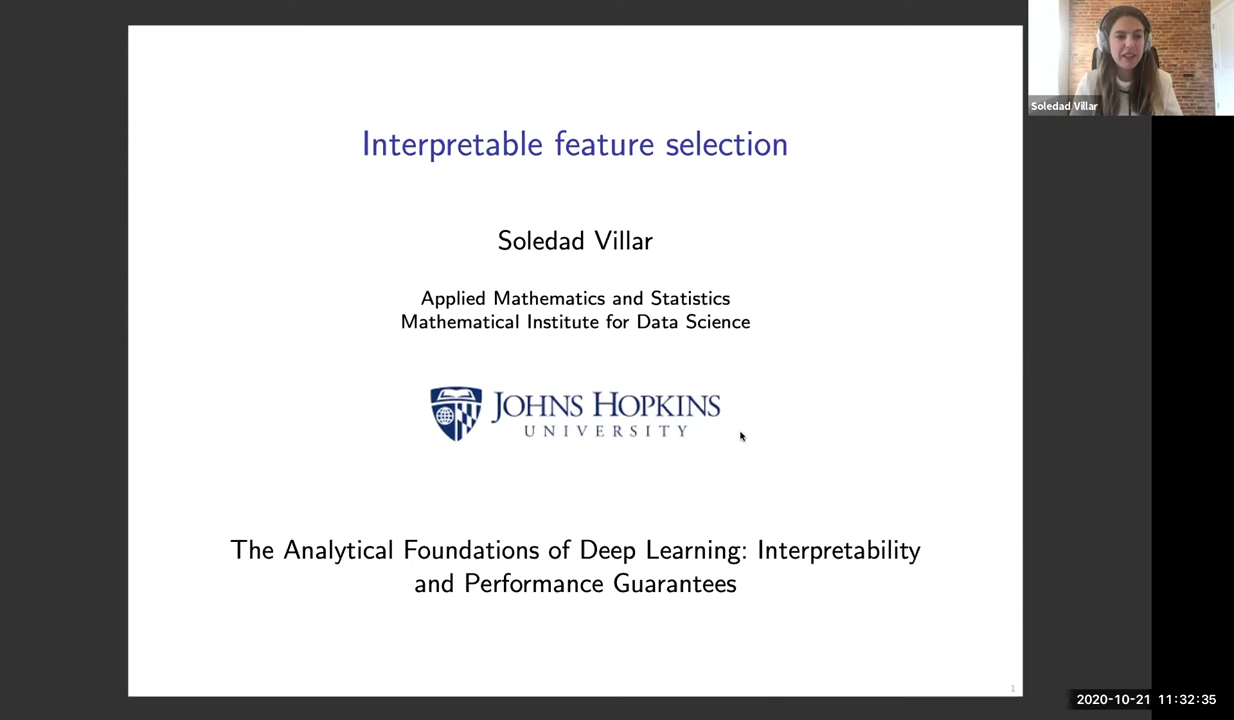 Interpretable feature selection
Soledad Villar
Soledad Villar
Applied Mathematics and Statistics
Mathematical Institute for Data Science
JOHNS HOPKINS
UNIVERSITY
The Analytical Foundations of Deep Learning: Interpretability
and Performance Guarantees
1
2020-10-21 11:32:35